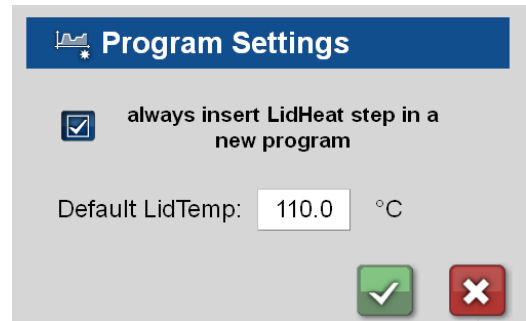 Program Settings
always insert LidHeat step in a
new program
Default LidTemp: 110.0 °C